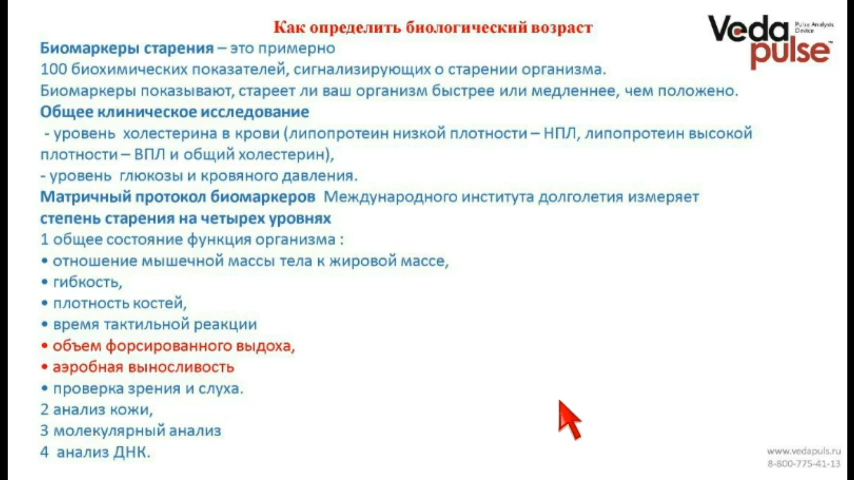 Как определить биологический возраст
Veda
Pulse Analysis
Device
pulse™
Биомаркеры старения – это примерно
100 биохимических показателей, сигнализирующих о старении организма.
Биомаркеры показывают, стареет ли ваш организм быстрее или медленнее, чем положено.
Общее клиническое исследование
- уровень холестерина в крови (липопротеин низкой плотности – НПЛ, липопротеин высокой
плотности – ВПЛ и общий холестерин),
- уровень глюкозы и кровяного давления.
Матричный протокол биомаркеров Международного института долголетия измеряет
степень старения на четырех уровнях
1 общее состояние функция организма :
• отношение мышечной массы тела к жировой массе,
• гибкость,
• плотность костей,
• время тактильной реакции
• объем форсированного выдоха,
• аэробная выносливость
• проверка зрения и слуха.
2 анализ кожи,
3 молекулярный анализ
4 анализ ДНК.
www.vedapuls.ru
8-800-775-41-13